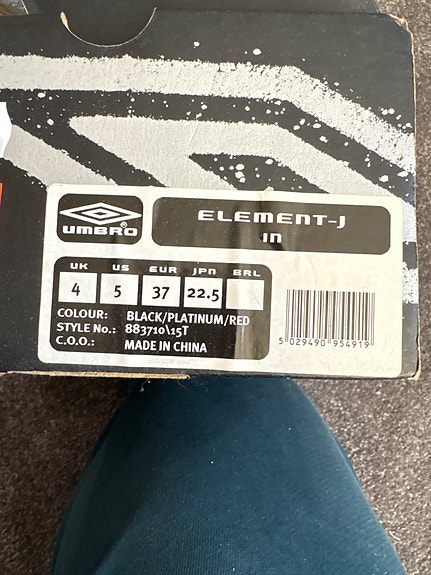 UMBRO®
ELEMENT-J
IN
UK US EUR JPN BRL
4 5 37 22.5
COLOUR: BLACK/PLATINUM/RED
STYLE No.: 883710\15T
C.O.O.: MADE IN CHINA
5 029490 954919